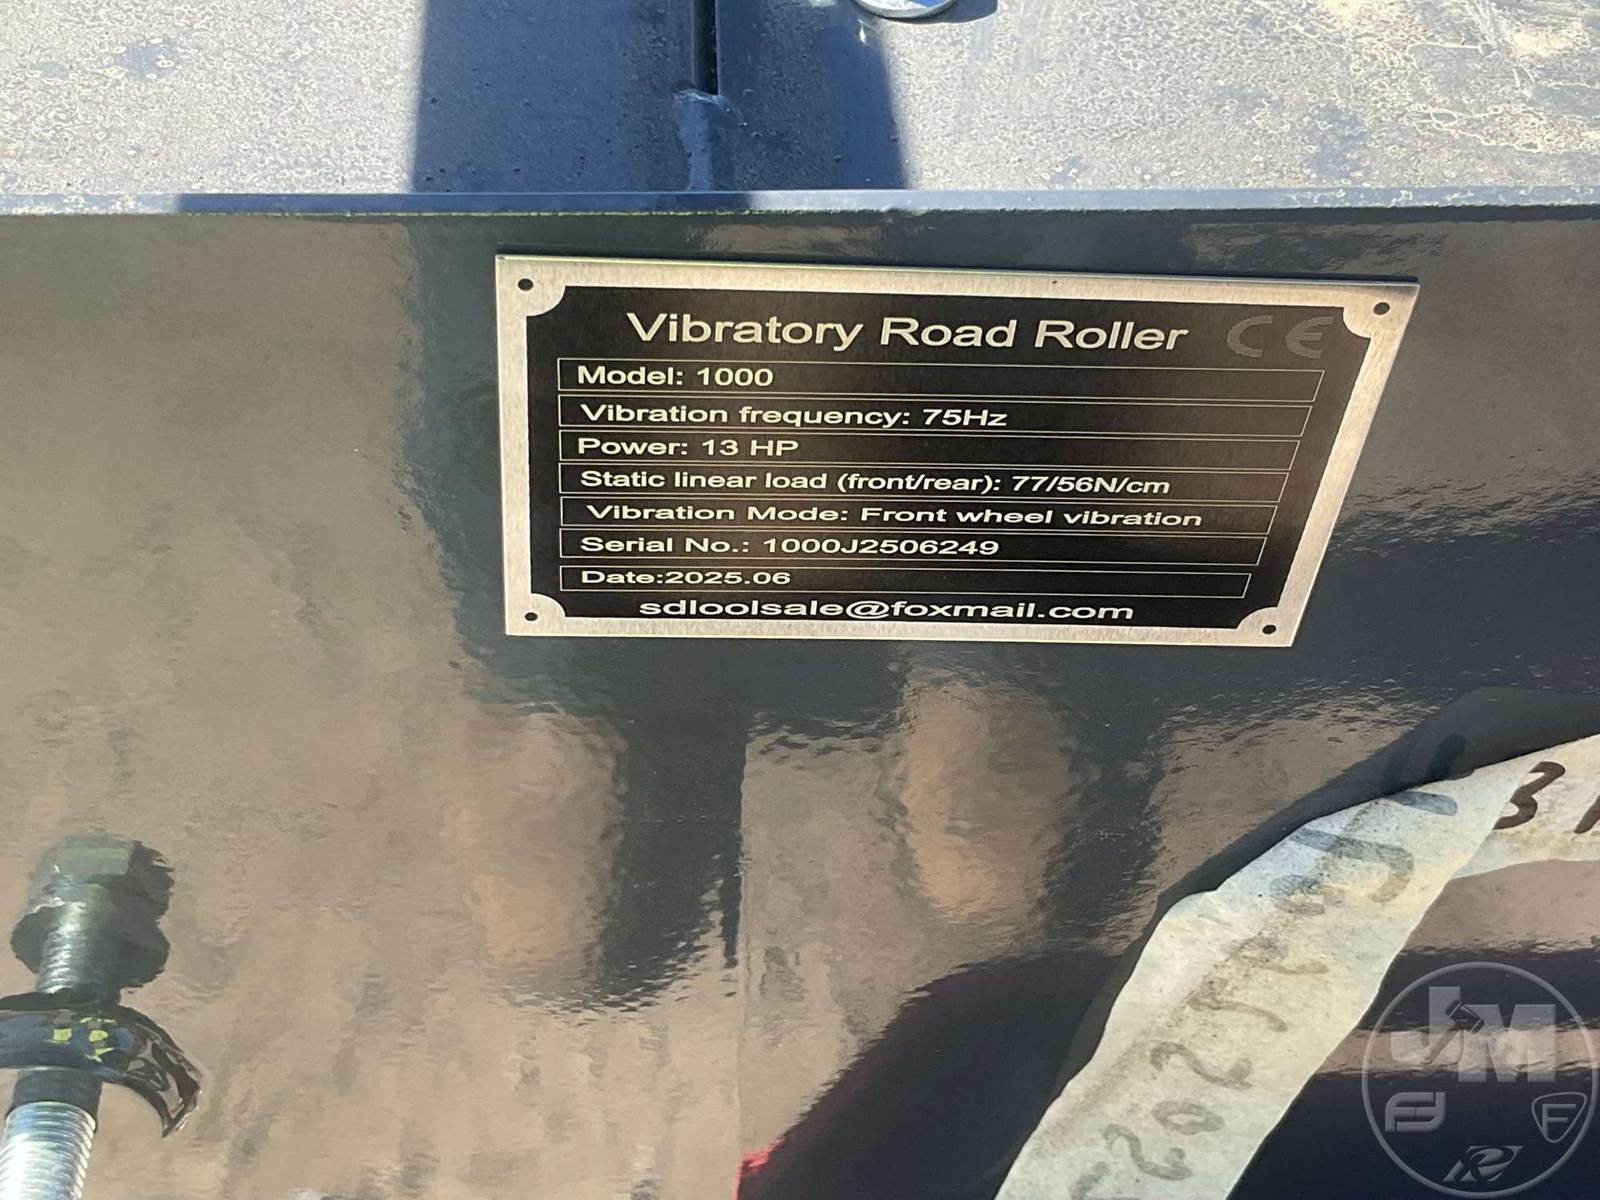 Vibratory Road Roller CE
Model: 1000
Vibration frequency: 75Hz
Power: 13 HP
Static linear load (front/rear): 77/56N/cm
Vibration Mode: Front wheel vibration
Serial No.: 1000J2506249
Date:2025.06
sdloolsale@foxmail.com
JM